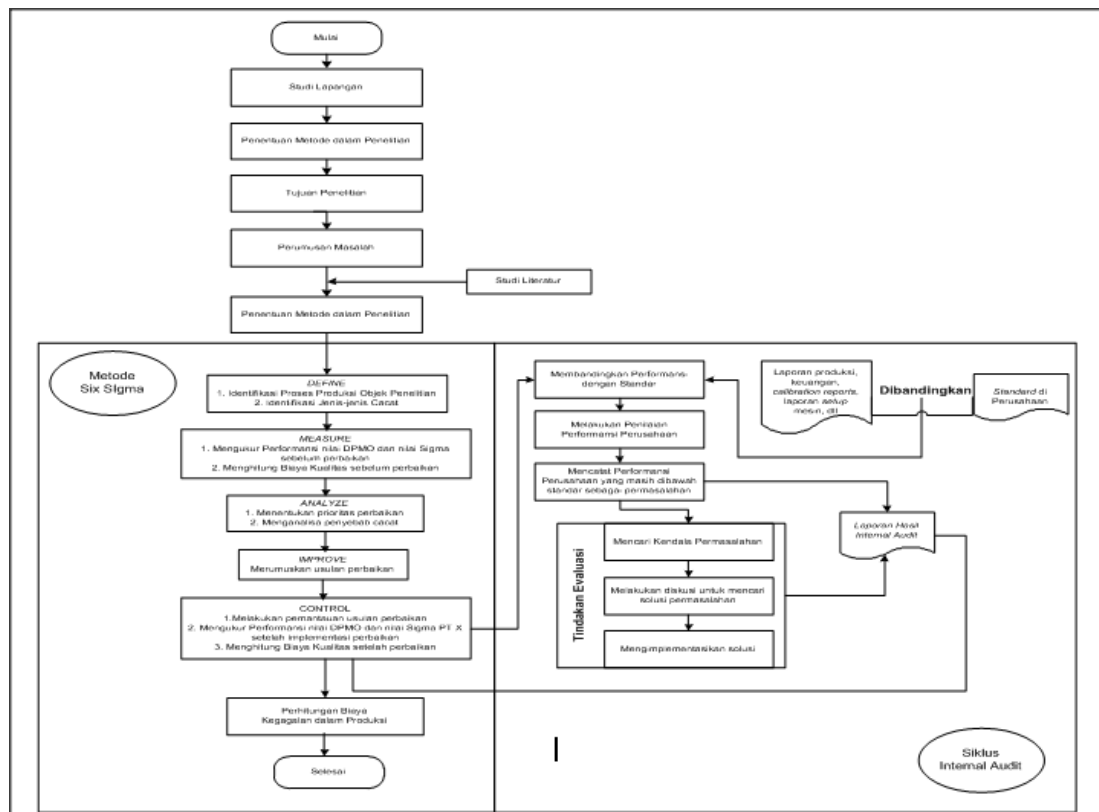 Mulai
Studi Lapangan
Penentuan Metode dalam Penelitian
Tujuan Penelitian
Perumusan Masalah
Studi Literatur
Penentuan Metode dalam Penelitian
Metode
Six SIgma
DEFINE
1. Identifikasi Proses Produksi Objek Penelitian
2. Identifikasi Jenis-jenis Cacat
MEASURE
1. Mengukur Performansi nilai DPMO dan nilai Sigma
sebelum perbaikan
2. Menghitung Biaya Kualitas sebelum perbaikan
ANALYZE
1. Menentukan prioritas perbaikan
2. Menganalisa penyebab cacat
IMPROVE
Merumuskan usulan perbaikan
CONTROL
1.Melakukan pemantauan usulan perbaikan
2. Mengukur Performansi nilai DPMO dan nilai Sigma PT X
setelah implementasi perbaikan
3. Menghitung Biaya Kualitas setelah perbaikan
Perhitungan Biaya
Kegagalan dalam Produksi
Selesai
Membandingkan Performansi
dengan Standar
Melakukan Penilaian
Performansi Perusahaan
Mencatat Performansi
Perusahaan yang masih dibawah
standar sebagai permasalahan
Tindakan Evaluasi
Mencari Kendala Permasalahan
Melakukan diskusi untuk mencari
solusi permasalahan
Mengimplementasikan solusi
Laporan produksi,
keuangan,
calibration reports,
laporan setup
mesin, dll
Dibandingkan
Standard di
Perusahaan
Laporan Hasil
Internal Audit
Siklus
Internal Audit